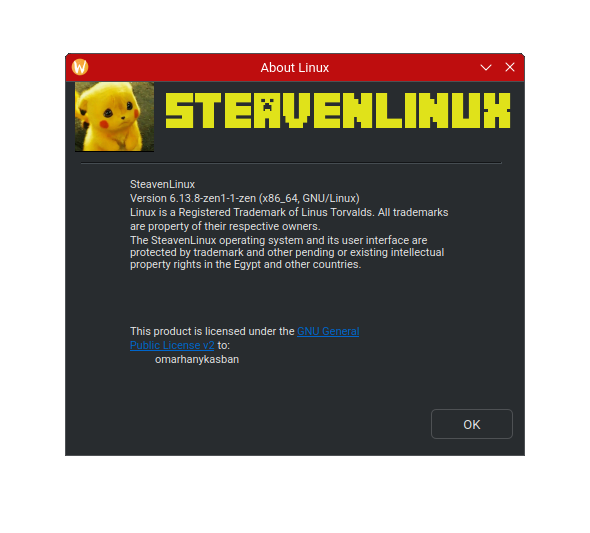 About Linux
STEAVENLINUX
SteavenLinux
Version 6.13.8-zen1-1-zen (x86_64, GNU/Linux)
Linux is a Registered Trademark of Linus Torvalds. All trademarks
are property of their respective owners.
The SteavenLinux operating system and its user interface are
protected by trademark and other pending or existing intellectual
property rights in the Egypt and other countries.
This product is licensed under the GNU General
Public License v2 to:
omarhanykasban
OK